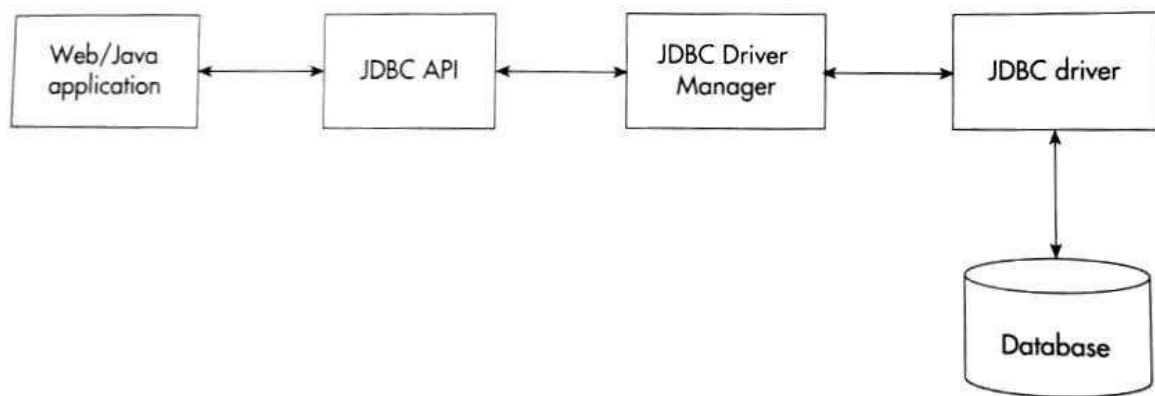 Web/Java
application
JDBC API
JDBC Driver
Manager
JDBC driver
Database